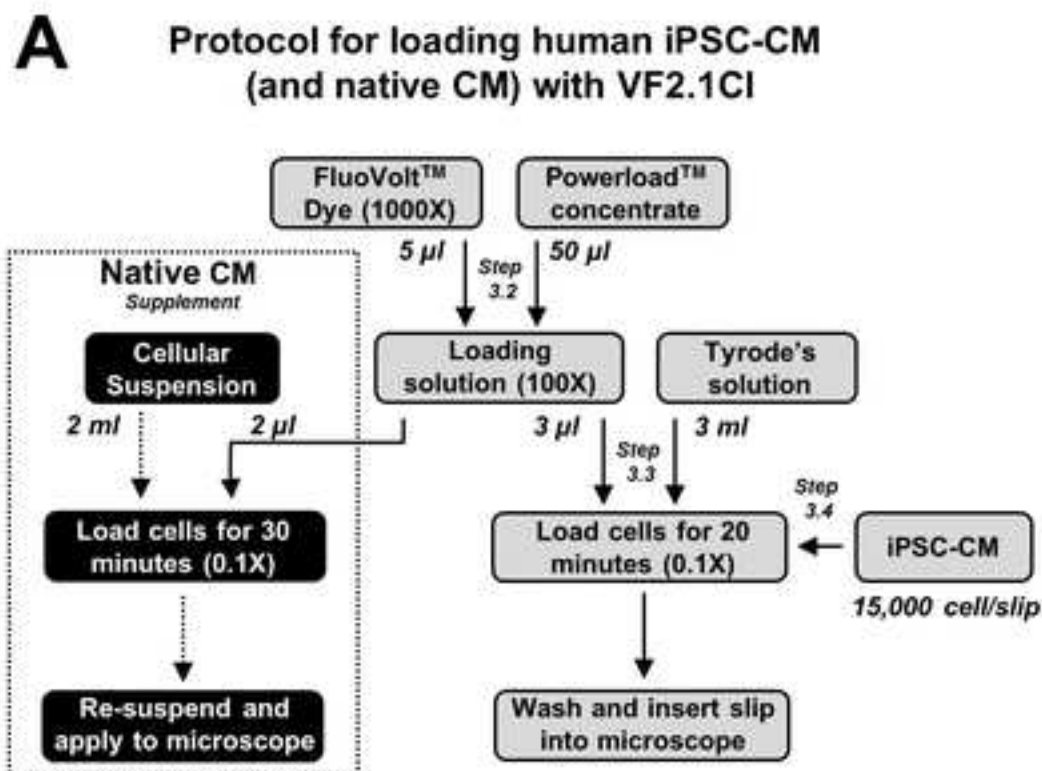 A
Protocol for loading human iPSC-CM
(and native CM) with VF2.1Cl
FluoVolt™
Dye (1000X)
Powerload™
concentrate
5 µl
Step
3.2
50 µl
Native CM
Supplement
Cellular
Suspension
Loading
solution (100X)
Tyrode's
solution
2 ml
2 µl
3 µl
Step
3.3
3 ml
Step
3.4
Load cells for 30
minutes (0.1X)
Load cells for 20
minutes (0.1X)
iPSC-CM
15,000 cell/slip
Re-suspend and
apply to microscope
Wash and insert slip
into microscope